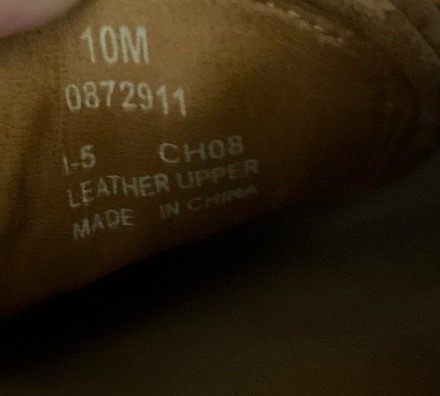 10M
0872911
I-5 CH08
LEATHER UPPER
MADE IN CHINA